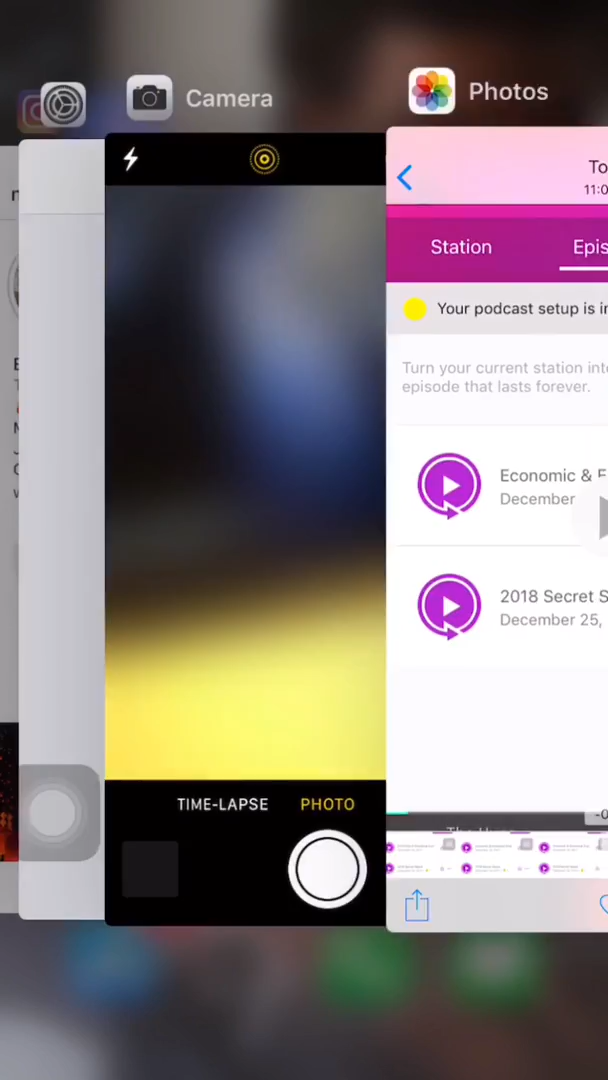 Camera
Photos
To
11:0
Station
Epis
Your podcast setup is in
Turn your current station into
episode that lasts forever.
Economic & F
December
2018 Secret S
December 25,
TIME-LAPSE
PHOTO